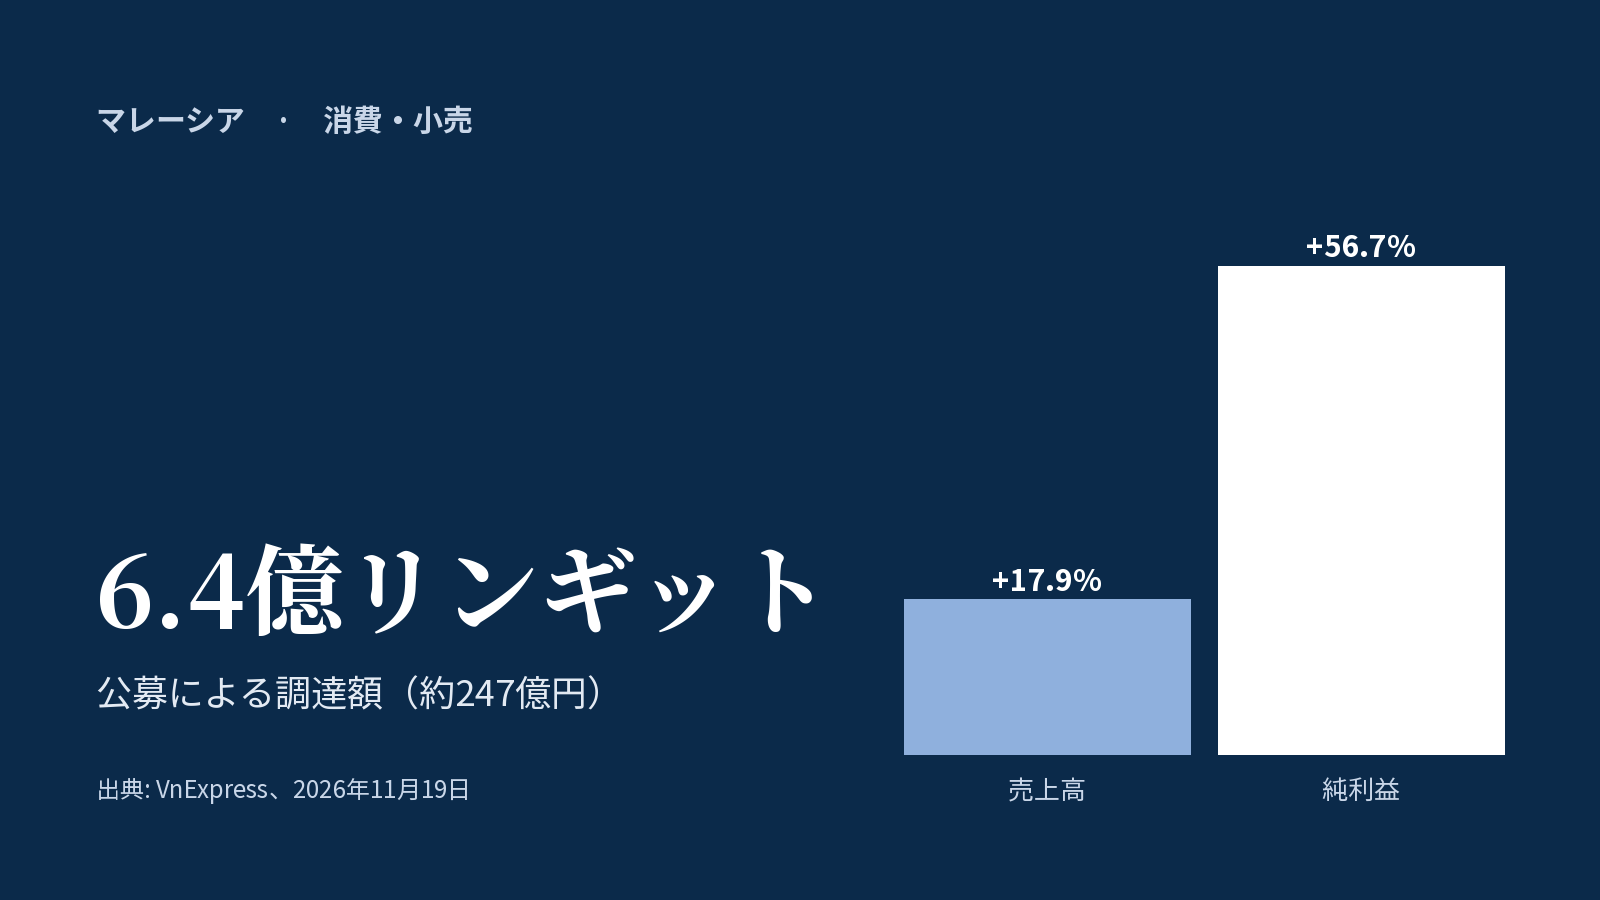 マレーシア · 消費・小売
6.4億リンギット
公募による調達額（約247億円）
出典: VnExpress、2026年11月19日
+17.9%
売上高
+56.7%
純利益